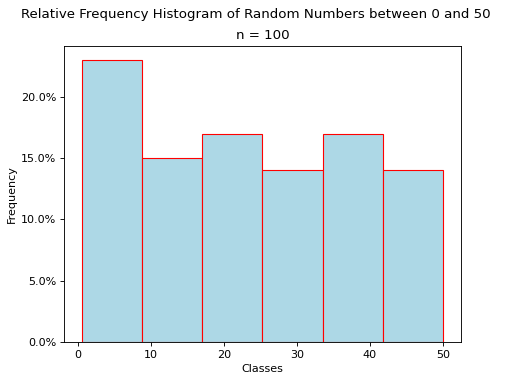 Relative Frequency Histogram of Random Numbers between 0 and 50
n = 100
20.0%
15.0%
10.0%
5.0%
0.0%
Frequency
0 10 20 30 40 50
Classes